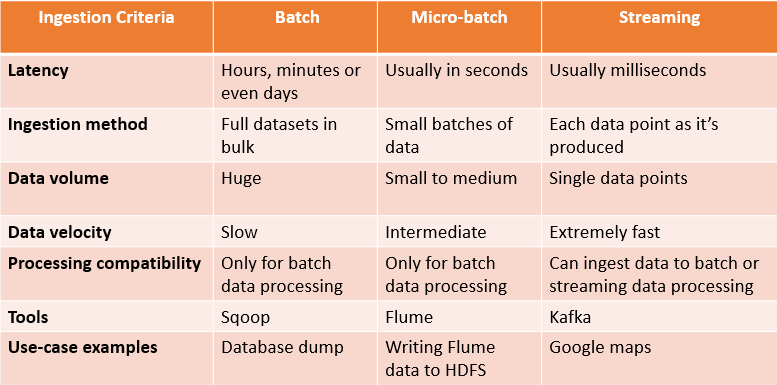 Ingestion Criteria Batch Micro-batch Streaming
Latency Hours, minutes or Usually in seconds Usually milliseconds
even days
Ingestion method Full datasets in Small batches of Each data point as it’s
bulk data produced
Data volume Huge Small to medium Single data points
Data velocity Slow Intermediate Extremely fast
Processing compatibility Only for batch Only for batch Can ingest data to batch or
data processing data processing streaming data processing
Tools Sqoop Flume Kafka
Use-case examples Database dump Writing Flume Google maps
data to HDFS